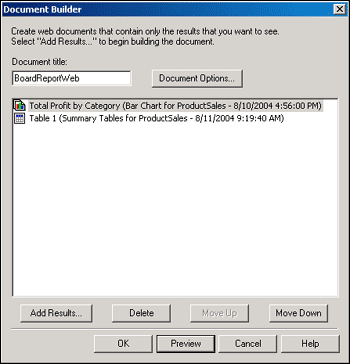 Document Builder
Create web documents that contain only the results that you want to see.
Select "Add Results..." to begin building the document.
Document title:
BoardReportWeb
Document Options...
Total Profit by Category (Bar Chart for ProductSales - 8/10/2004 4:56:00 PM)
Table 1 (Summary Tables for ProductSales - 8/11/2004 9:19:40 AM)
Add Results...
Delete
Move Up
Move Down
OK
Preview
Cancel
Help